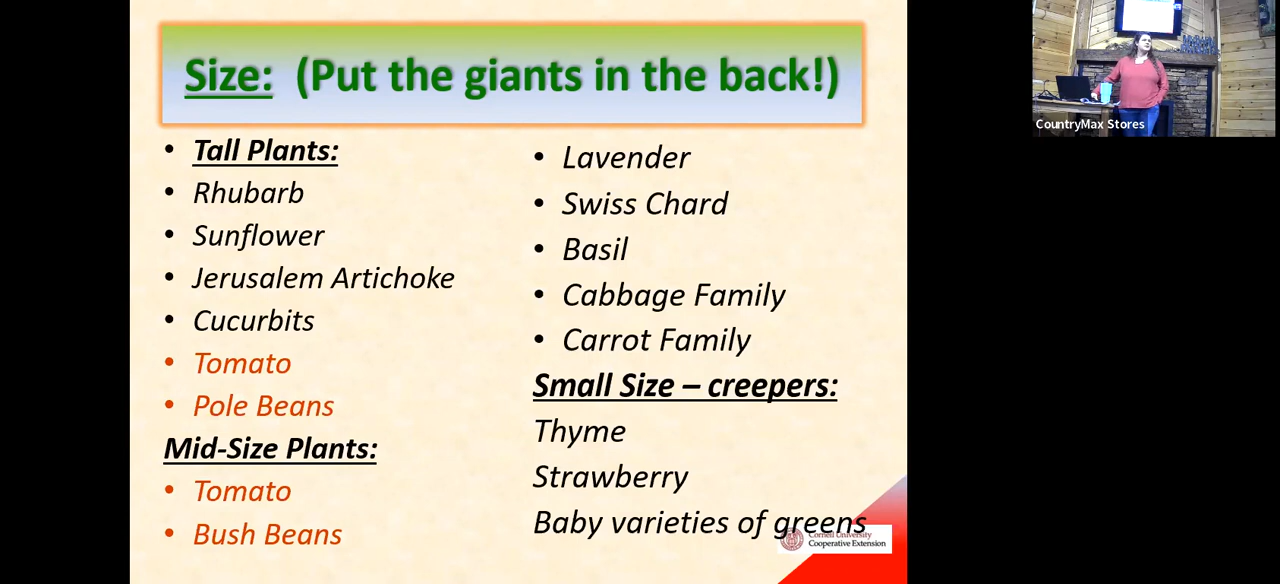 Size: (Put the giants in the back!)
• Tall Plants:
• Rhubarb
• Sunflower
• Jerusalem Artichoke
• Cucurbits
• Tomato
• Pole Beans
Mid-Size Plants:
• Tomato
• Bush Beans
• Lavender
• Swiss Chard
• Basil
• Cabbage Family
• Carrot Family
Small Size – creepers:
Thyme
Strawberry
Baby varieties of greens
Cornell University
Cooperative Extension
CountryMax Stores